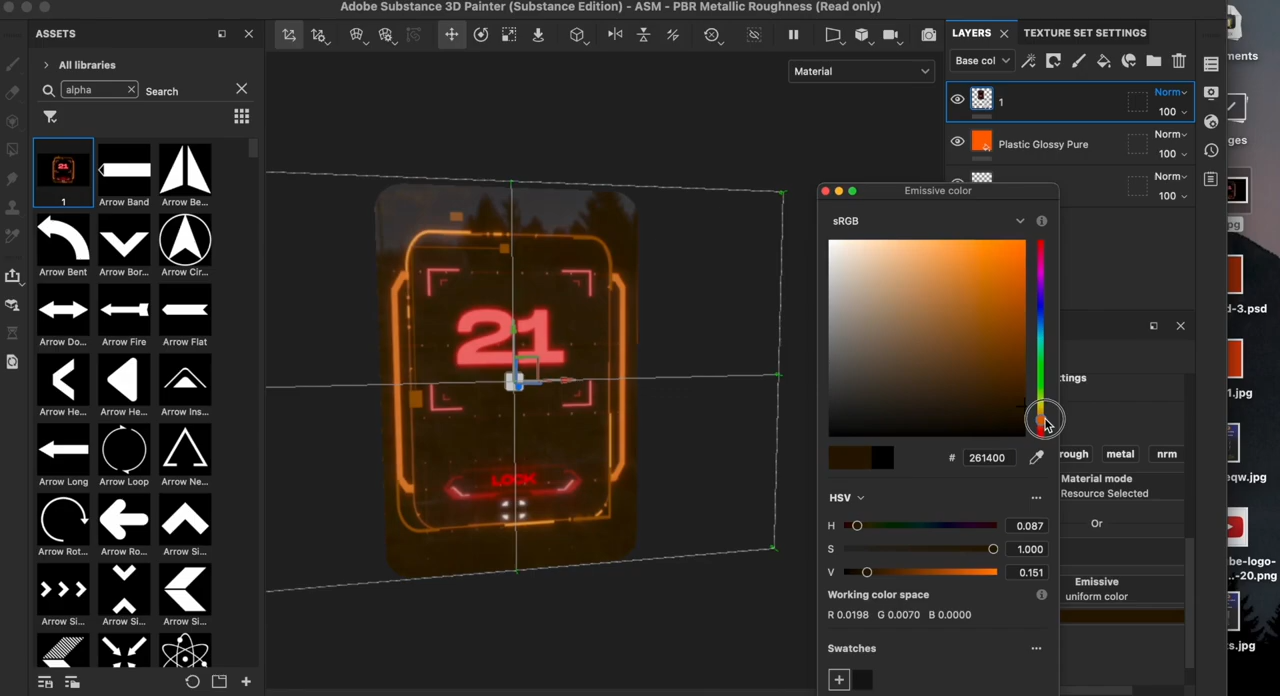 Adobe Substance 3D Painter (Substance Edition) - ASM - PBR Metallic Roughness (Read only)
ASSETS
All libraries
alpha
Search
1
Arrow Band
Arrow Be...
Arrow Bent
Arrow Bor...
Arrow Cir...
Arrow Do...
Arrow Fire
Arrow Flat
Arrow He...
Arrow He...
Arrow Ins...
Arrow Long
Arrow Loop
Arrow Ne...
Arrow Rot...
Arrow Ro...
Arrow Si...
Arrow Si...
Arrow Si...
Arrow Si...
Material
21
LOCK
LAYERS
TEXTURE SET SETTINGS
Base col
1
Norm
100
Plastic Glossy Pure
Norm
100
Norm
100
Emissive color
sRGB
# 261400
HSV
H 0.087
S 1.000
V 0.151
Working color space
R 0.0198 G 0.0070 B 0.0000
Swatches
ttings
rough
metal
nrm
Material mode
Resource Selected
Or
Emissive
uniform color
ments
ges
pg
d-3.psd
1.jpg
qw.jpg
be-logo-
...-20.png
ts.jpg